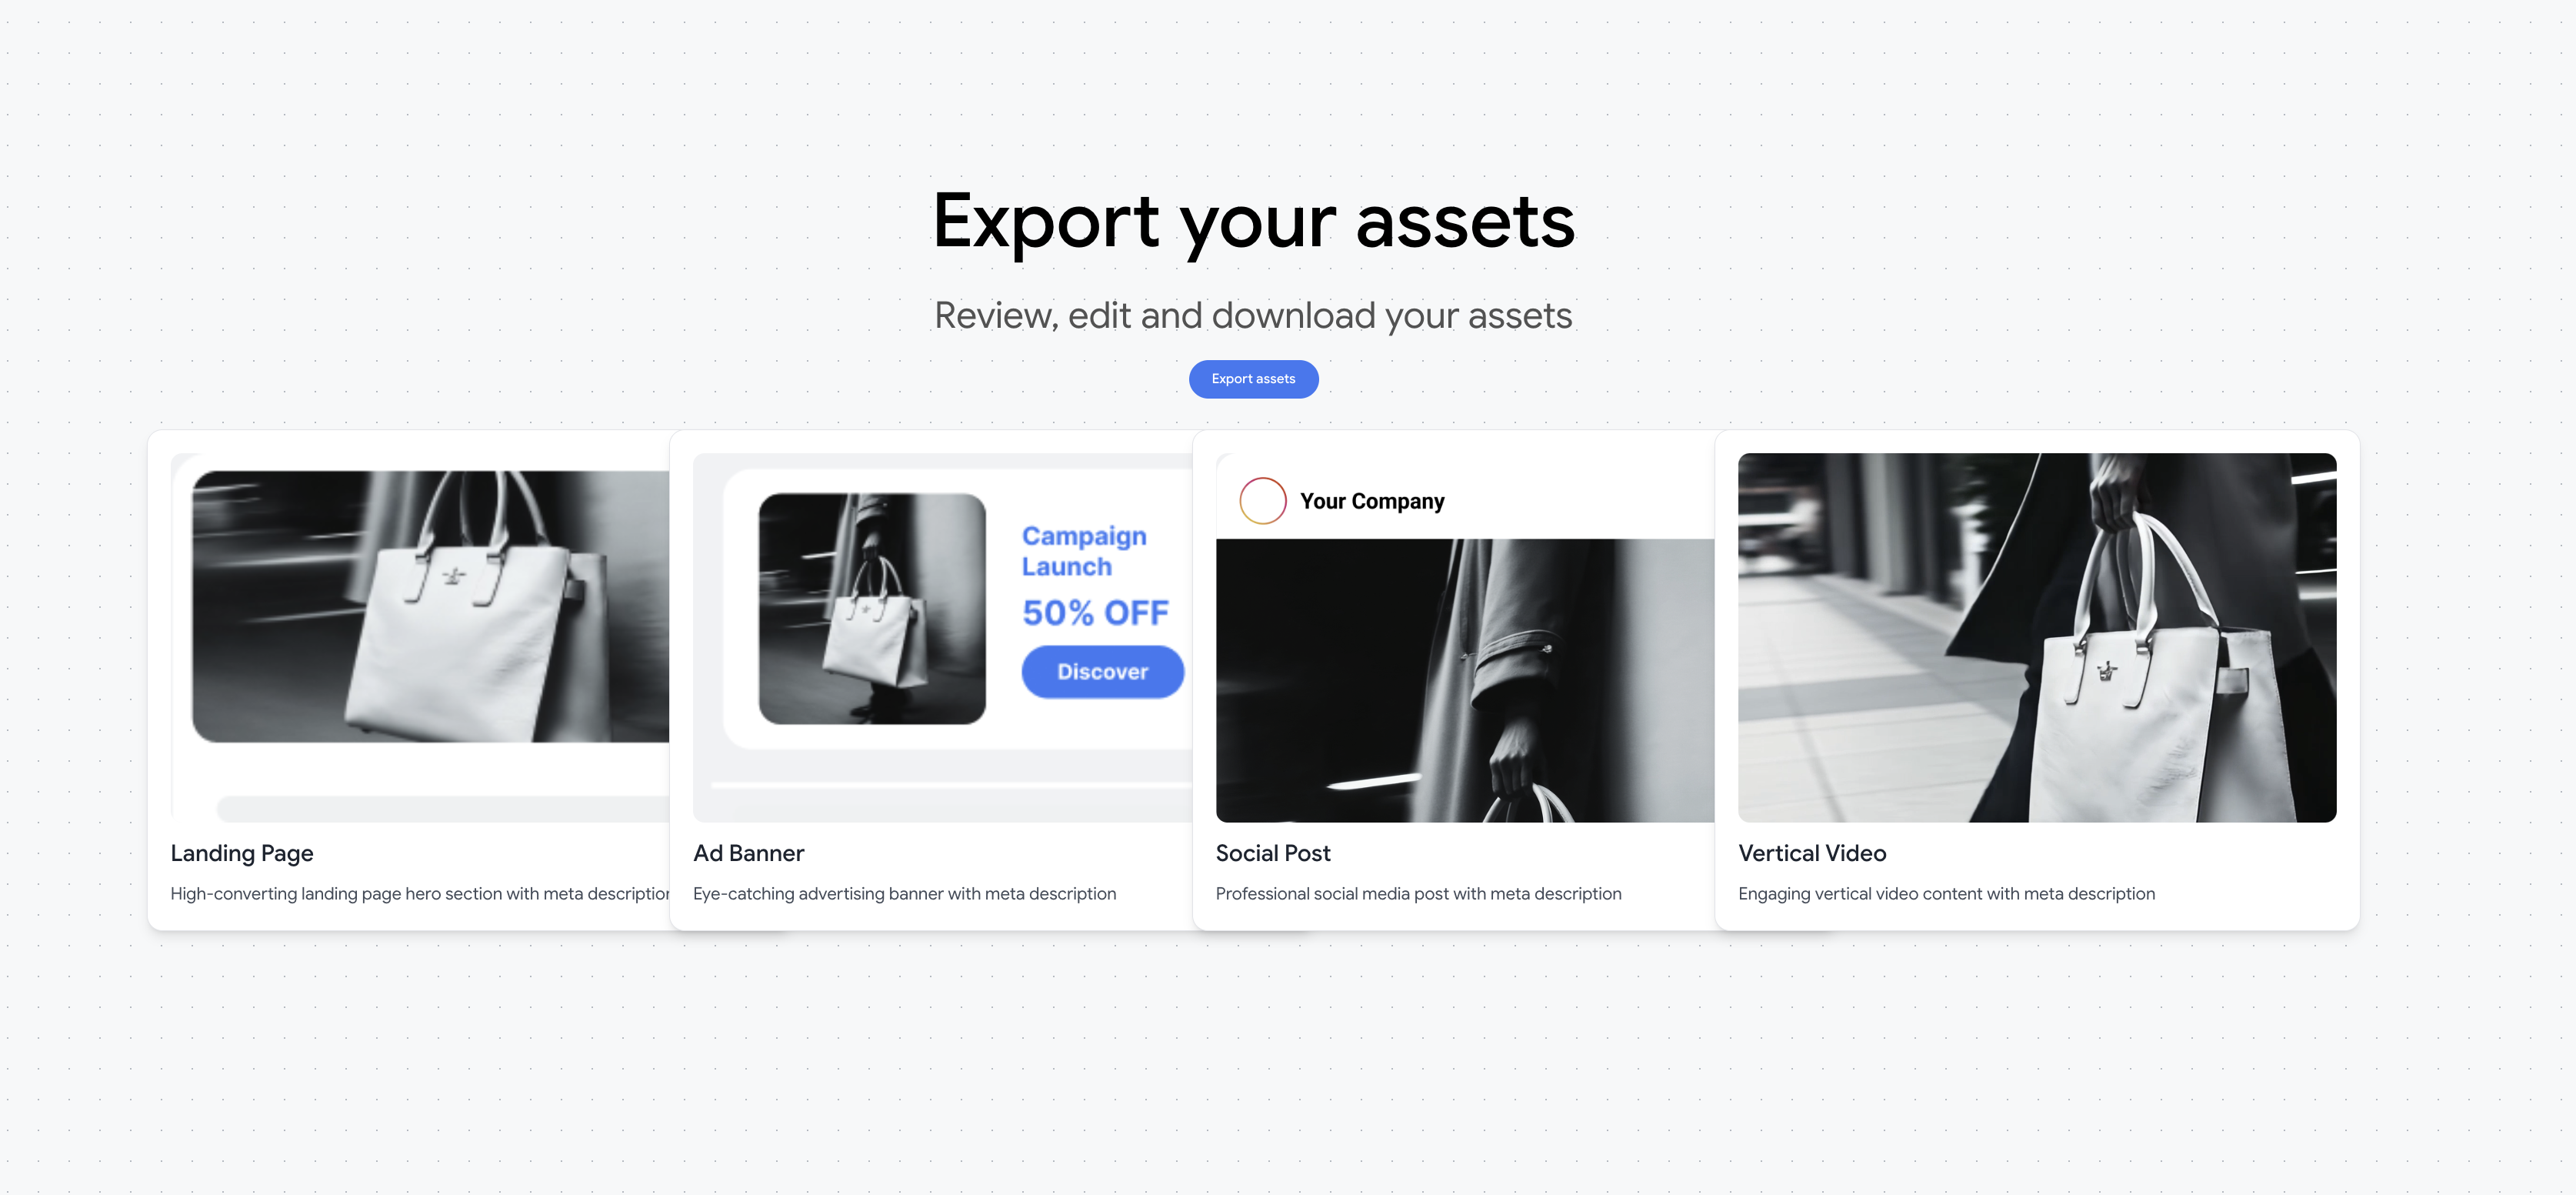 Export your assets
Review, edit and download your assets
Export assets
Campaign
Launch
50% OFF
Discover
Your Company
Landing Page
High-converting landing page hero section with meta description
Ad Banner
Eye-catching advertising banner with meta description
Social Post
Professional social media post with meta description
Vertical Video
Engaging vertical video content with meta description